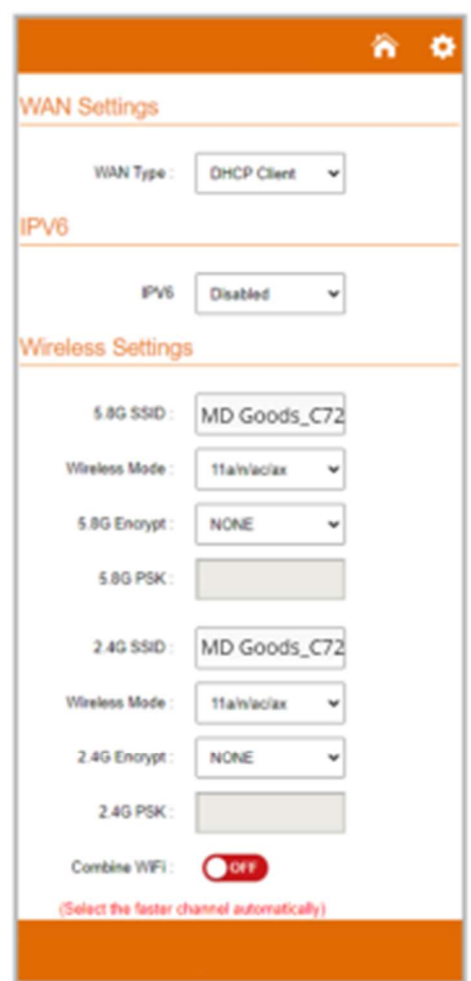 WAN Settings
WAN Type : DHCP Client
IPV6
IPV6 Disabled
Wireless Settings
5.8G SSID : MD Goods_C72
Wireless Mode : 11a/n/ac/ax
5.8G Encrypt : NONE
5.8G PSK :
2.4G SSID : MD Goods_C72
Wireless Mode : 11a/n/ac/ax
2.4G Encrypt : NONE
2.4G PSK :
Combine WiFi : OFF
(Select the faster channel automatically)